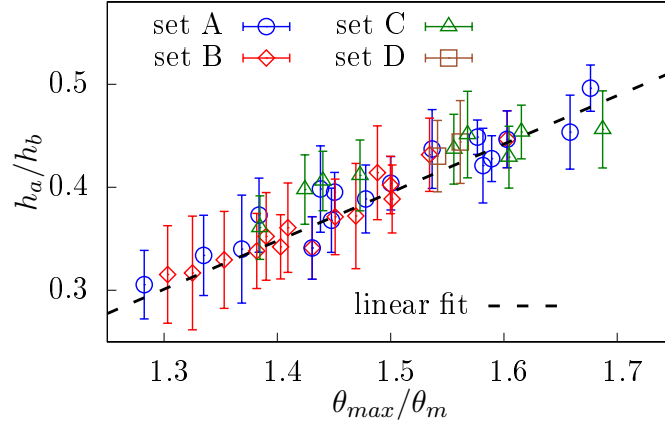 set A set C
set B set D
0.5
0.4
0.3
h_a/h_b
linear fit
1.3 1.4 1.5 1.6 1.7
θ_max/θ_m